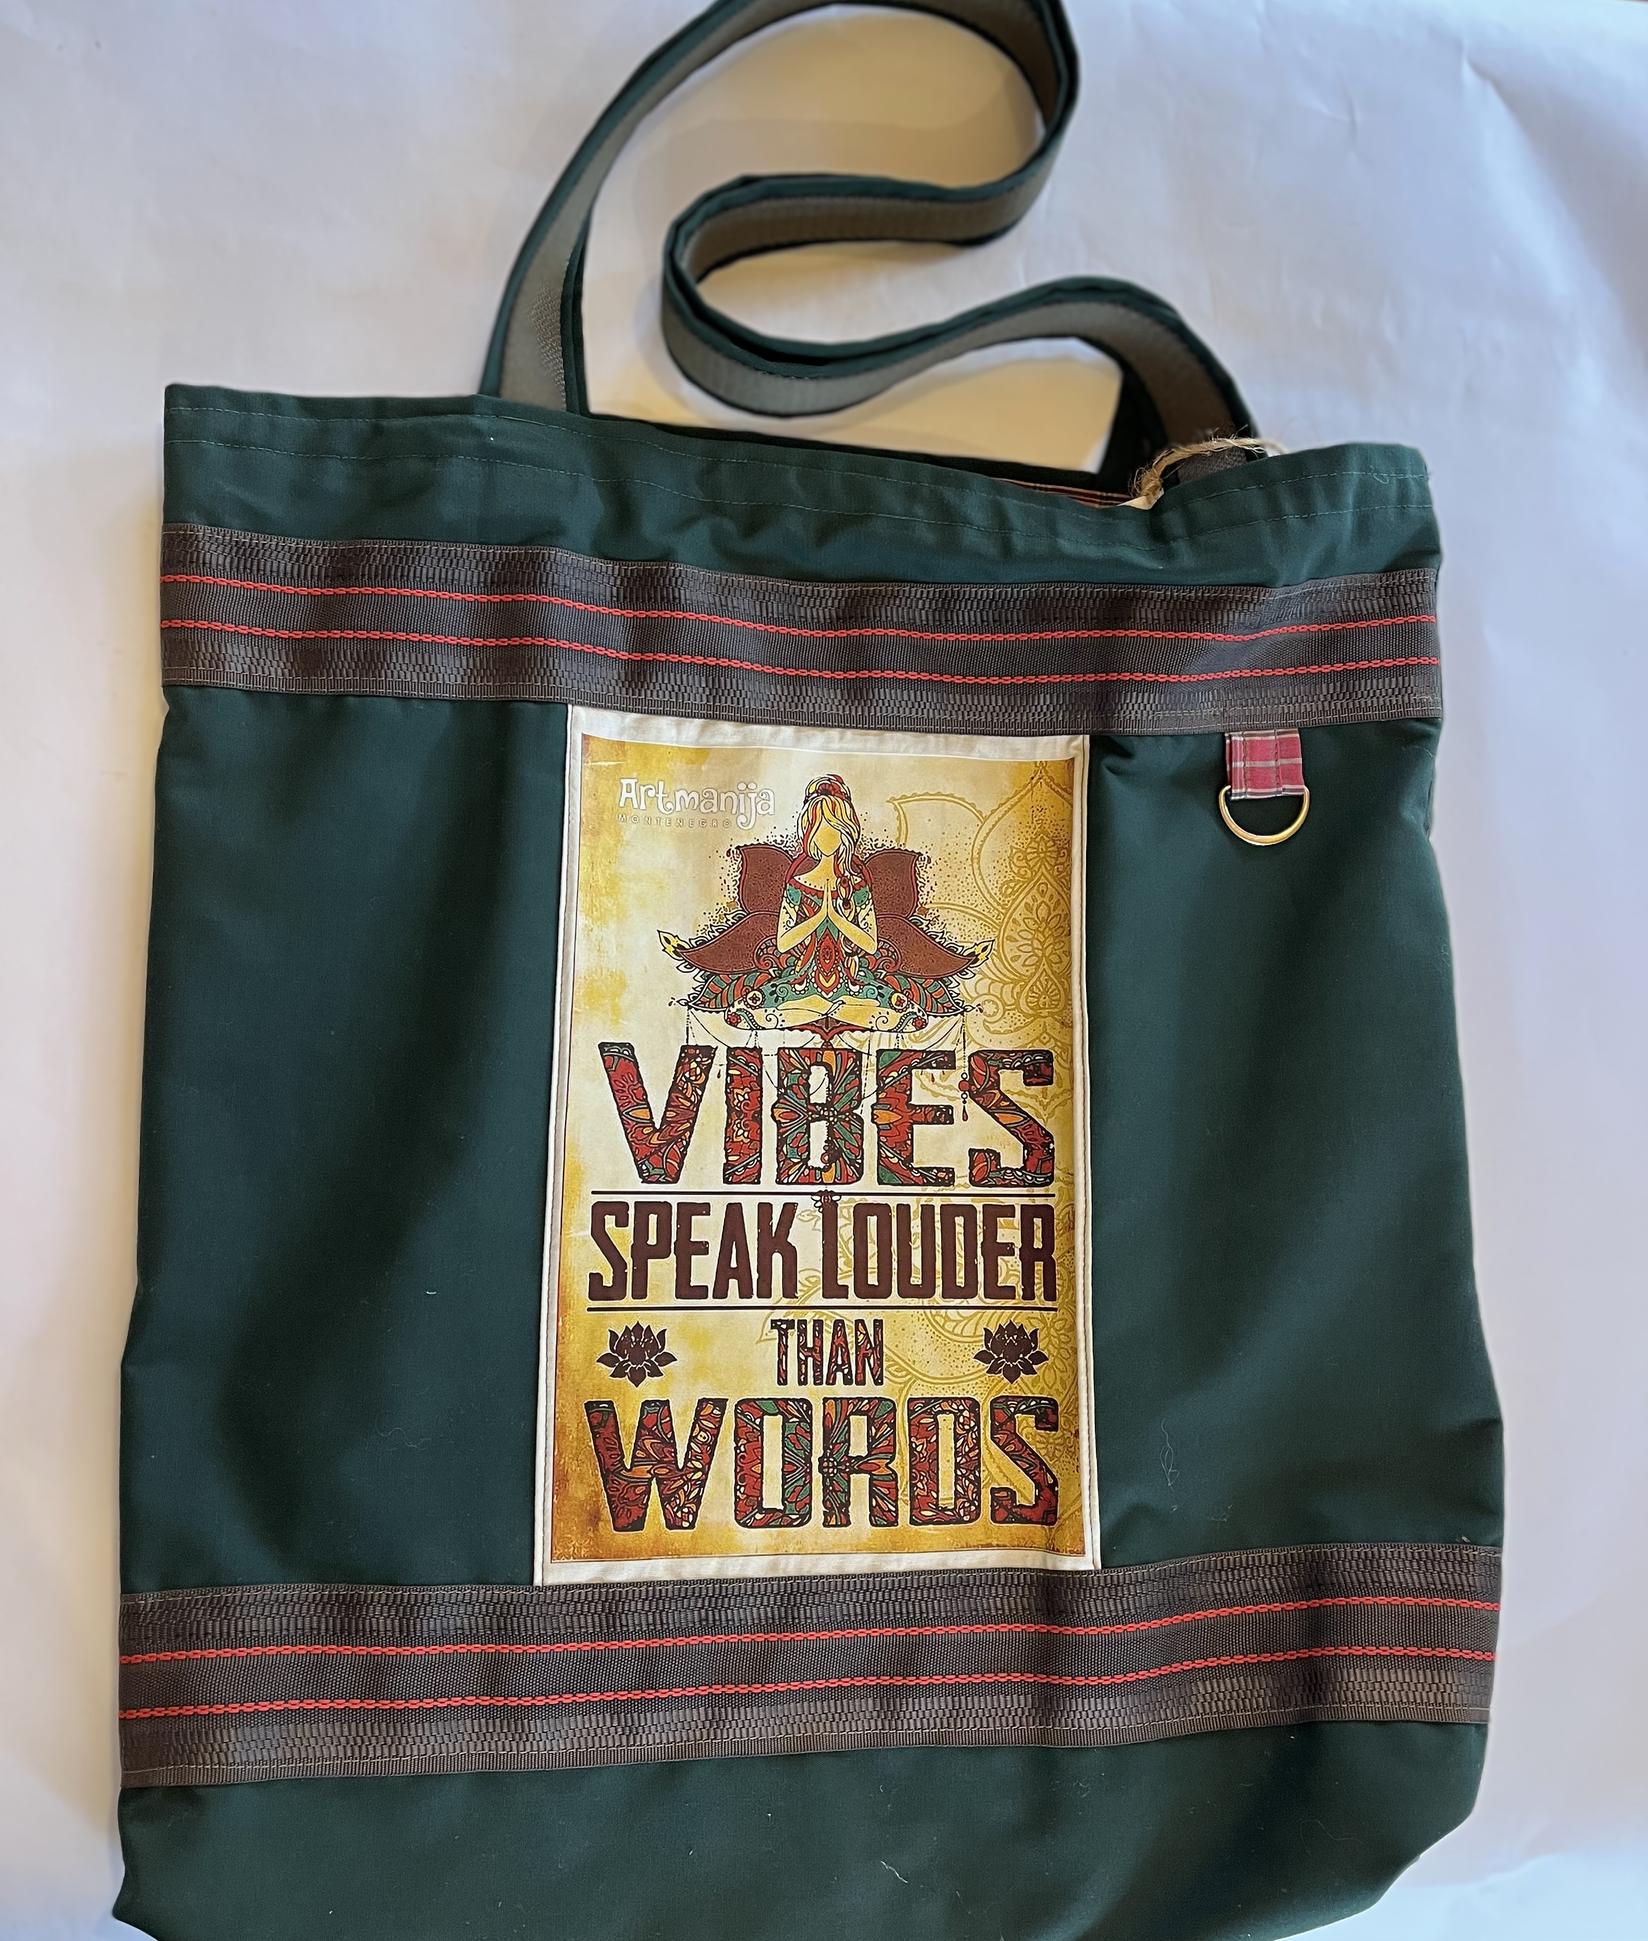 Artmanija
MONTENEGRO
VIBES
SPEAK LOUDER
THAN
WORDS